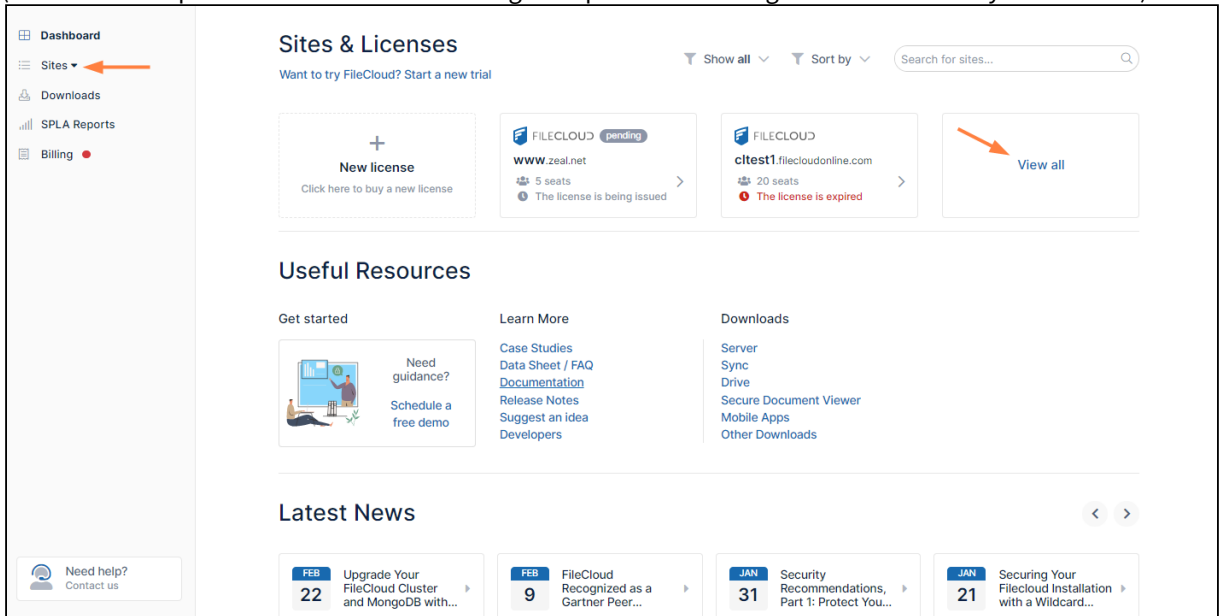 Dashboard
Sites
Downloads
SPLA Reports
Billing
Need help?
Contact us
Sites & Licenses
Want to try FileCloud? Start a new trial
Show all
Sort by
Search for sites...
New license
Click here to buy a new license
FILECLOUD pending
www.zeal.net
5 seats
The license is being issued
FILECLOUD
cltest1.filecloudonline.com
20 seats
The license is expired
View all
Useful Resources
Get started
Need
guidance?
Schedule a
free demo
Learn More
Case Studies
Data Sheet / FAQ
Documentation
Release Notes
Suggest an idea
Developers
Downloads
Server
Sync
Drive
Secure Document Viewer
Mobile Apps
Other Downloads
Latest News
FEB
22
Upgrade Your
FileCloud Cluster
and MongoDB with...
FEB
9
FileCloud
Recognized as a
Gartner Peer...
JAN
31
Security
Recommendations,
Part 1: Protect You...
JAN
21
Securing Your
Filecloud Installation
with a Wildcard...